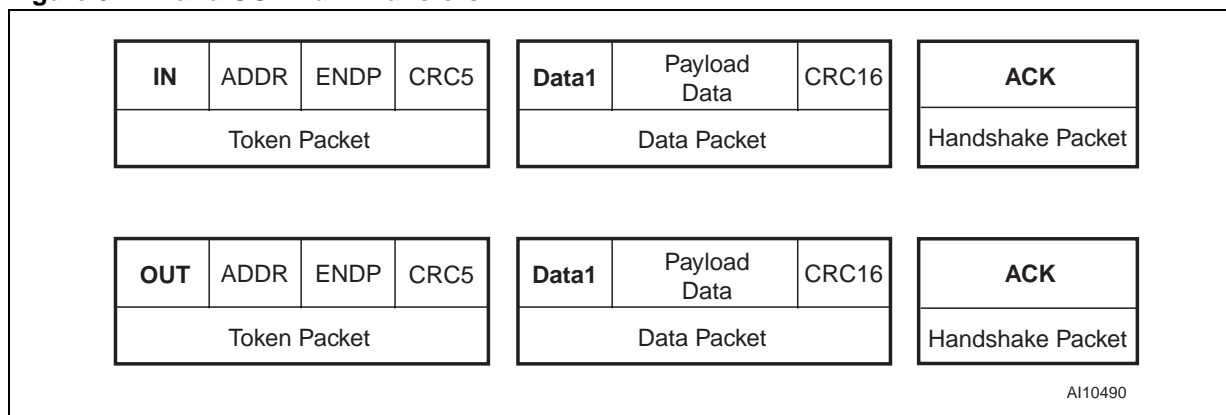 IN ADDR ENDP CRC5 Data1 Payload Data CRC16 ACK
Token Packet Data Packet Handshake Packet
OUT ADDR ENDP CRC5 Data1 Payload Data CRC16 ACK
Token Packet Data Packet Handshake Packet
AI10490